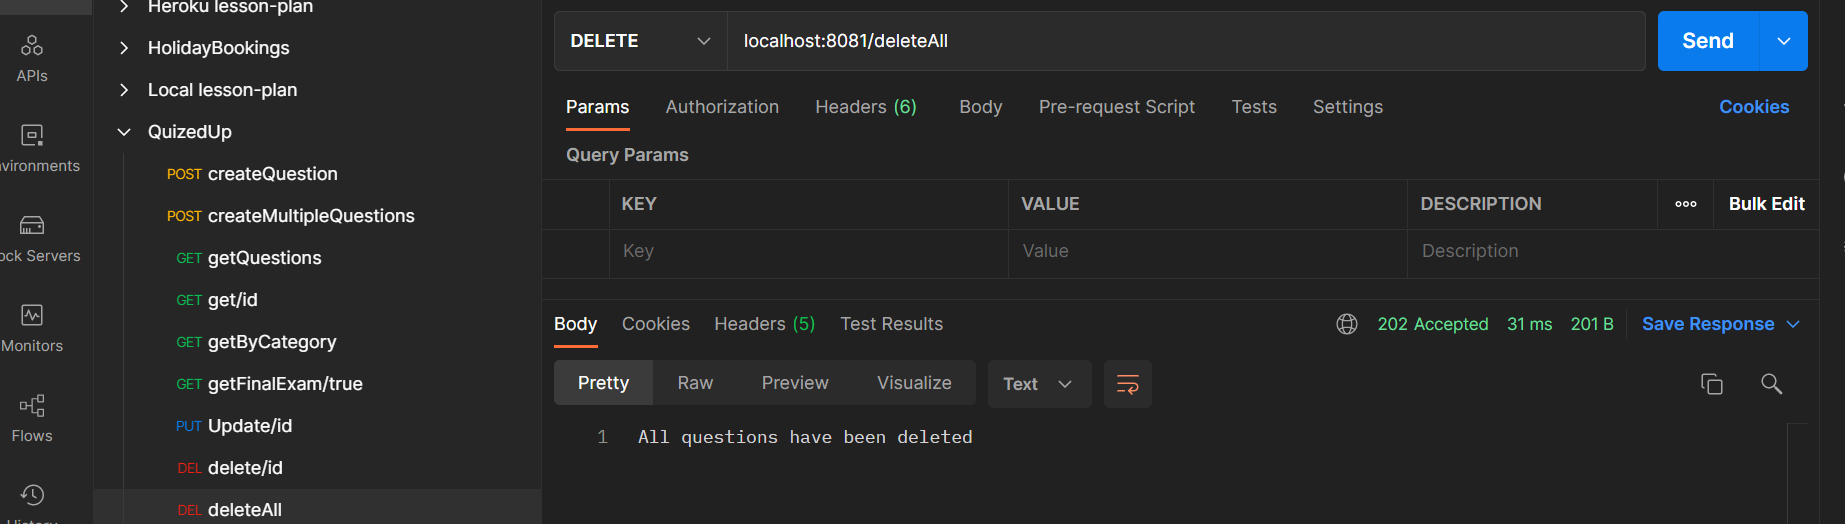 APIs
vironments
ock Servers
Monitors
Flows
History
Heroku lesson-plan
HolidayBookings
Local lesson-plan
QuizedUp
POST createQuestion
POST createMultipleQuestions
GET getQuestions
GET get/id
GET getByCategory
GET getFinalExam/true
PUT Update/id
DEL delete/id
DEL deleteAll
DELETE localhost:8081/deleteAll Send
Params Authorization Headers (6) Body Pre-request Script Tests Settings Cookies
Query Params
KEY VALUE DESCRIPTION Bulk Edit
Key Value Description
Body Cookies Headers (5) Test Results 202 Accepted 31 ms 201 B Save Response
Pretty Raw Preview Visualize Text
1 All questions have been deleted